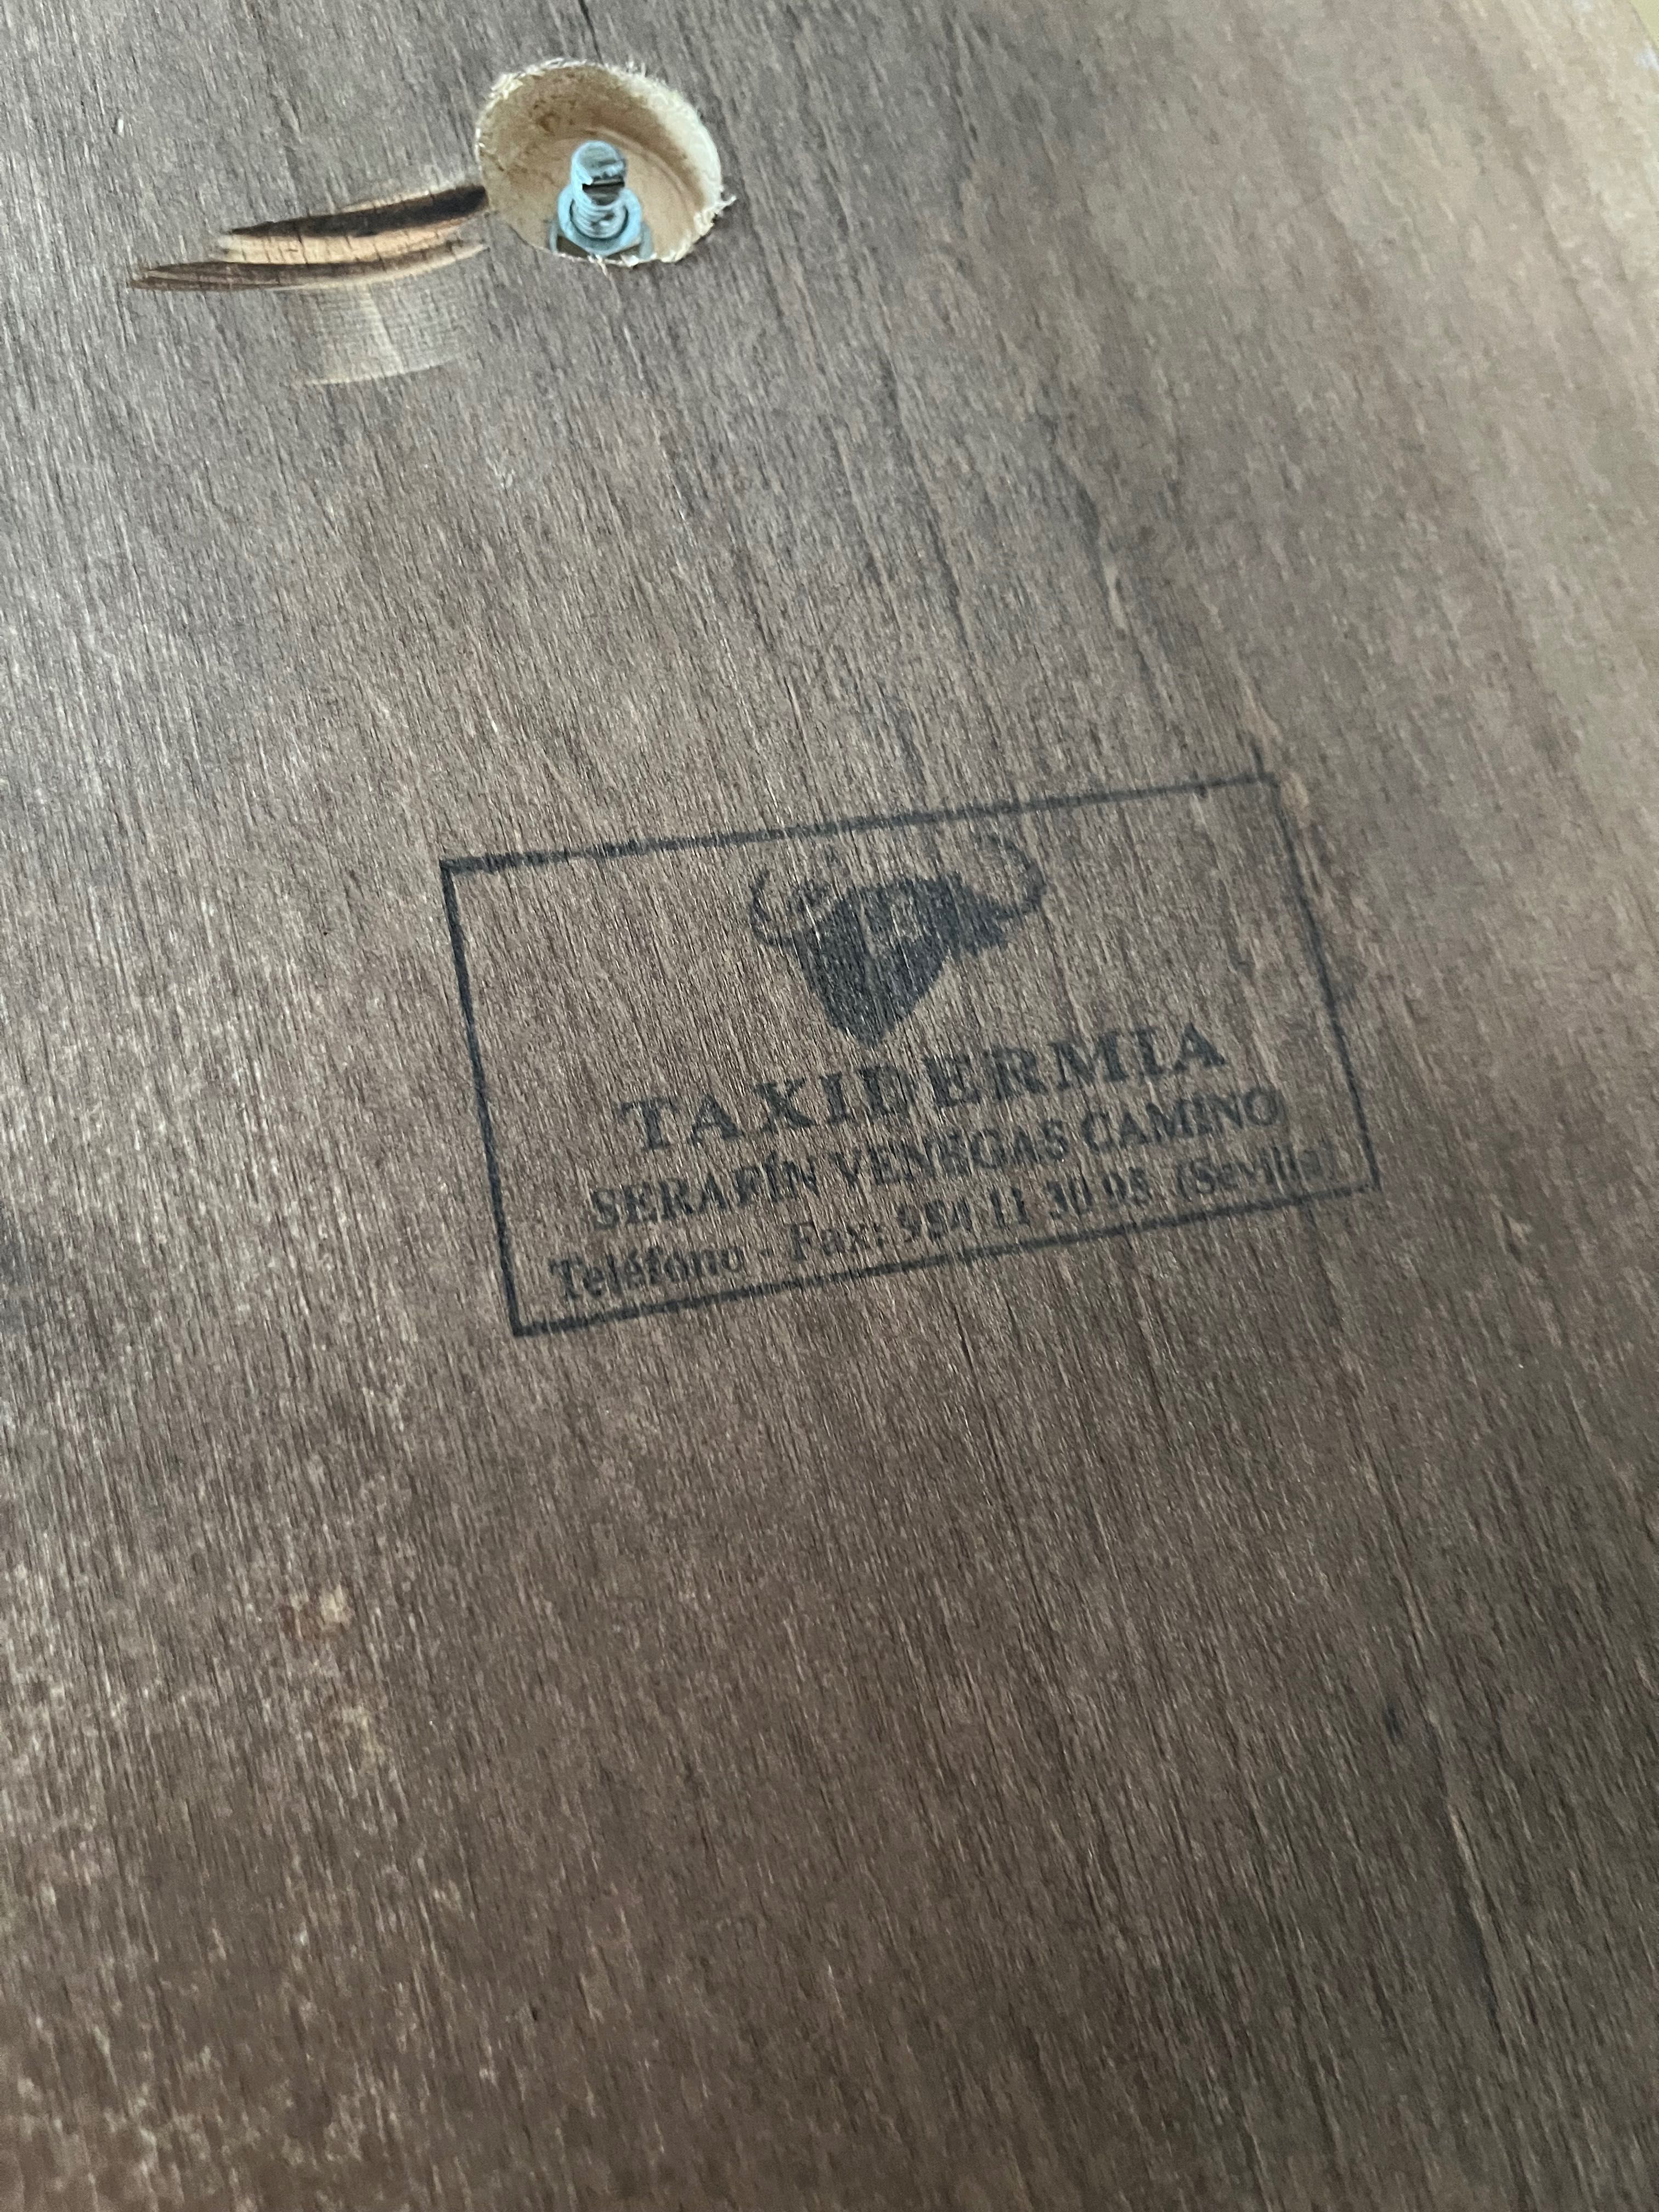 TAXIDERMIA
SERAFÍN VENEGAS CAMINO
Teléfono - Fax: 954 11 30 98 (Sevilla)